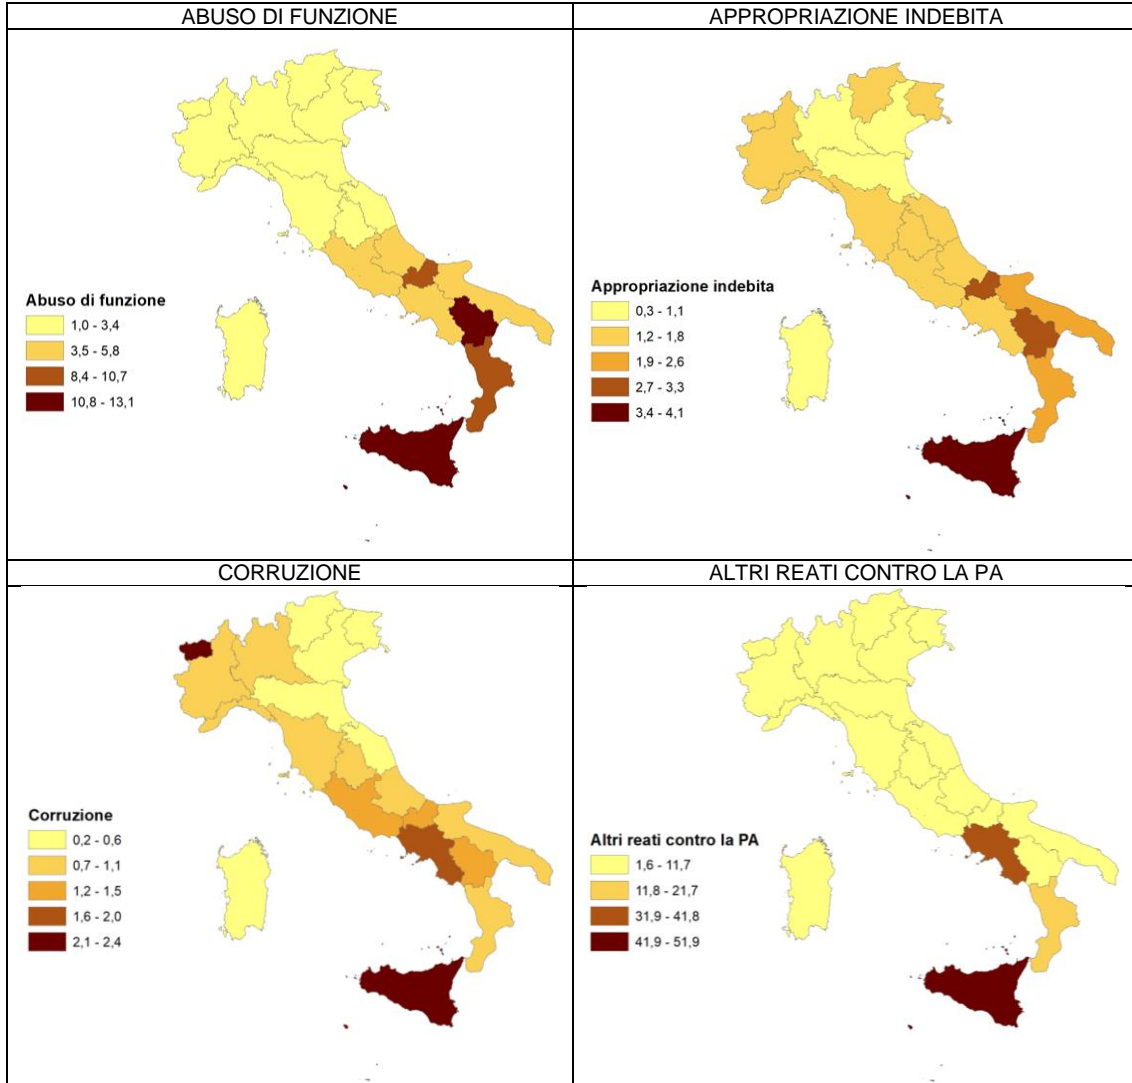 ABUSO DI FUNZIONE
Abuso di funzione
1,0 - 3,4
3,5 - 5,8
8,4 - 10,7
10,8 - 13,1
APPROPRIAZIONE INDEBITA
Appropriazione indebita
0,3 - 1,1
1,2 - 1,8
1,9 - 2,6
2,7 - 3,3
3,4 - 4,1
CORRUZIONE
Corruzione
0,2 - 0,6
0,7 - 1,1
1,2 - 1,5
1,6 - 2,0
2,1 - 2,4
ALTRI REATI CONTRO LA PA
Altri reati contro la PA
1,6 - 11,7
11,8 - 21,7
31,9 - 41,8
41,9 - 51,9